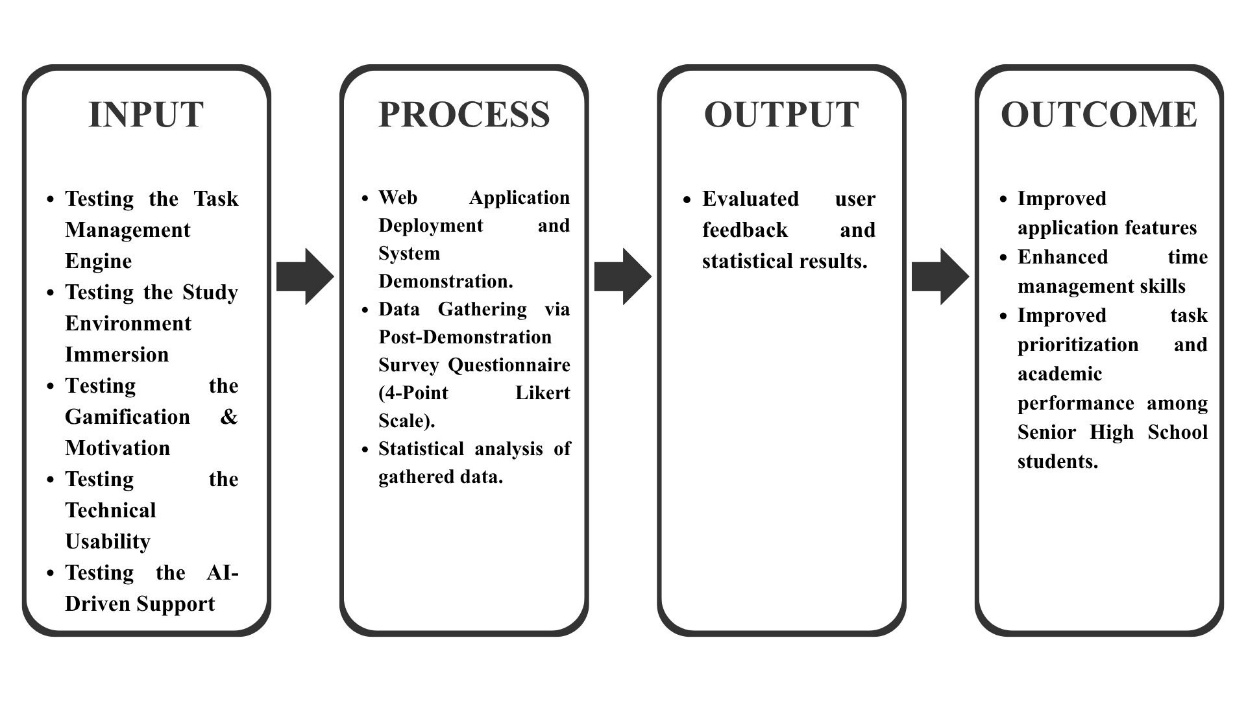 INPUT
• Testing the Task
Management
Engine
• Testing the Study
Environment
Immersion
• Testing the
Gamification &
Motivation
• Testing the
Technical
Usability
• Testing the AI-
Driven Support
PROCESS
• Web Application
Deployment and
System
Demonstration.
• Data Gathering via
Post-Demonstration
Survey Questionnaire
(4-Point Likert
Scale).
• Statistical analysis of
gathered data.
OUTPUT
• Evaluated user
feedback and
statistical results.
OUTCOME
• Improved
application features
• Enhanced time
management skills
• Improved task
prioritization and
academic
performance among
Senior High School
students.